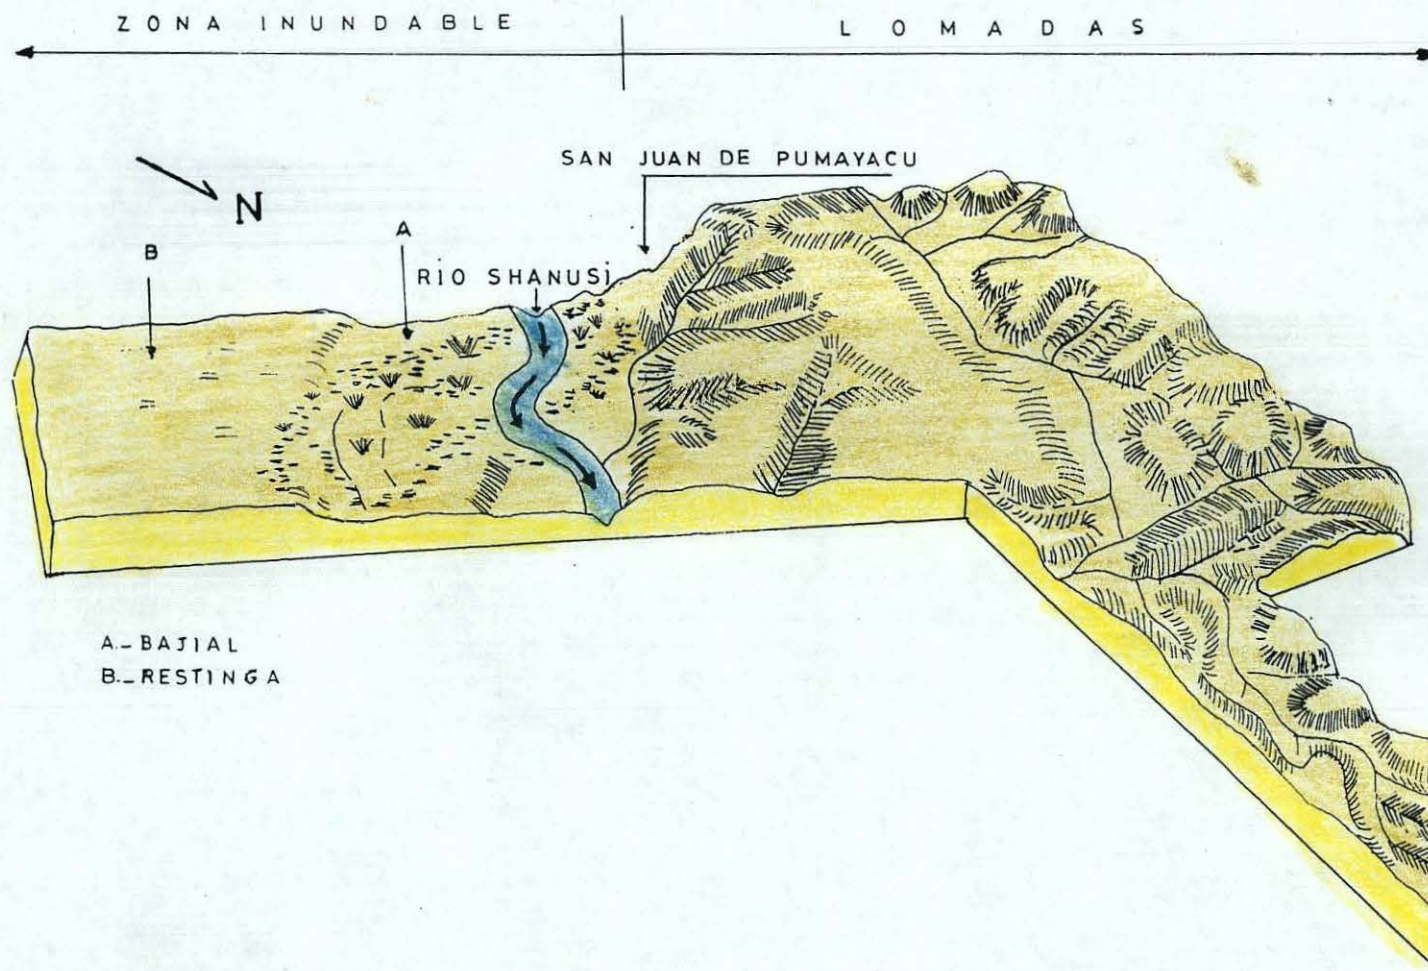 ZONA INUNDABLE
LOMADAS
SAN JUAN DE PUMAYACU
N
A
B
RiO SHANUSi
A.-BAJIAL
B.-RESTINGA